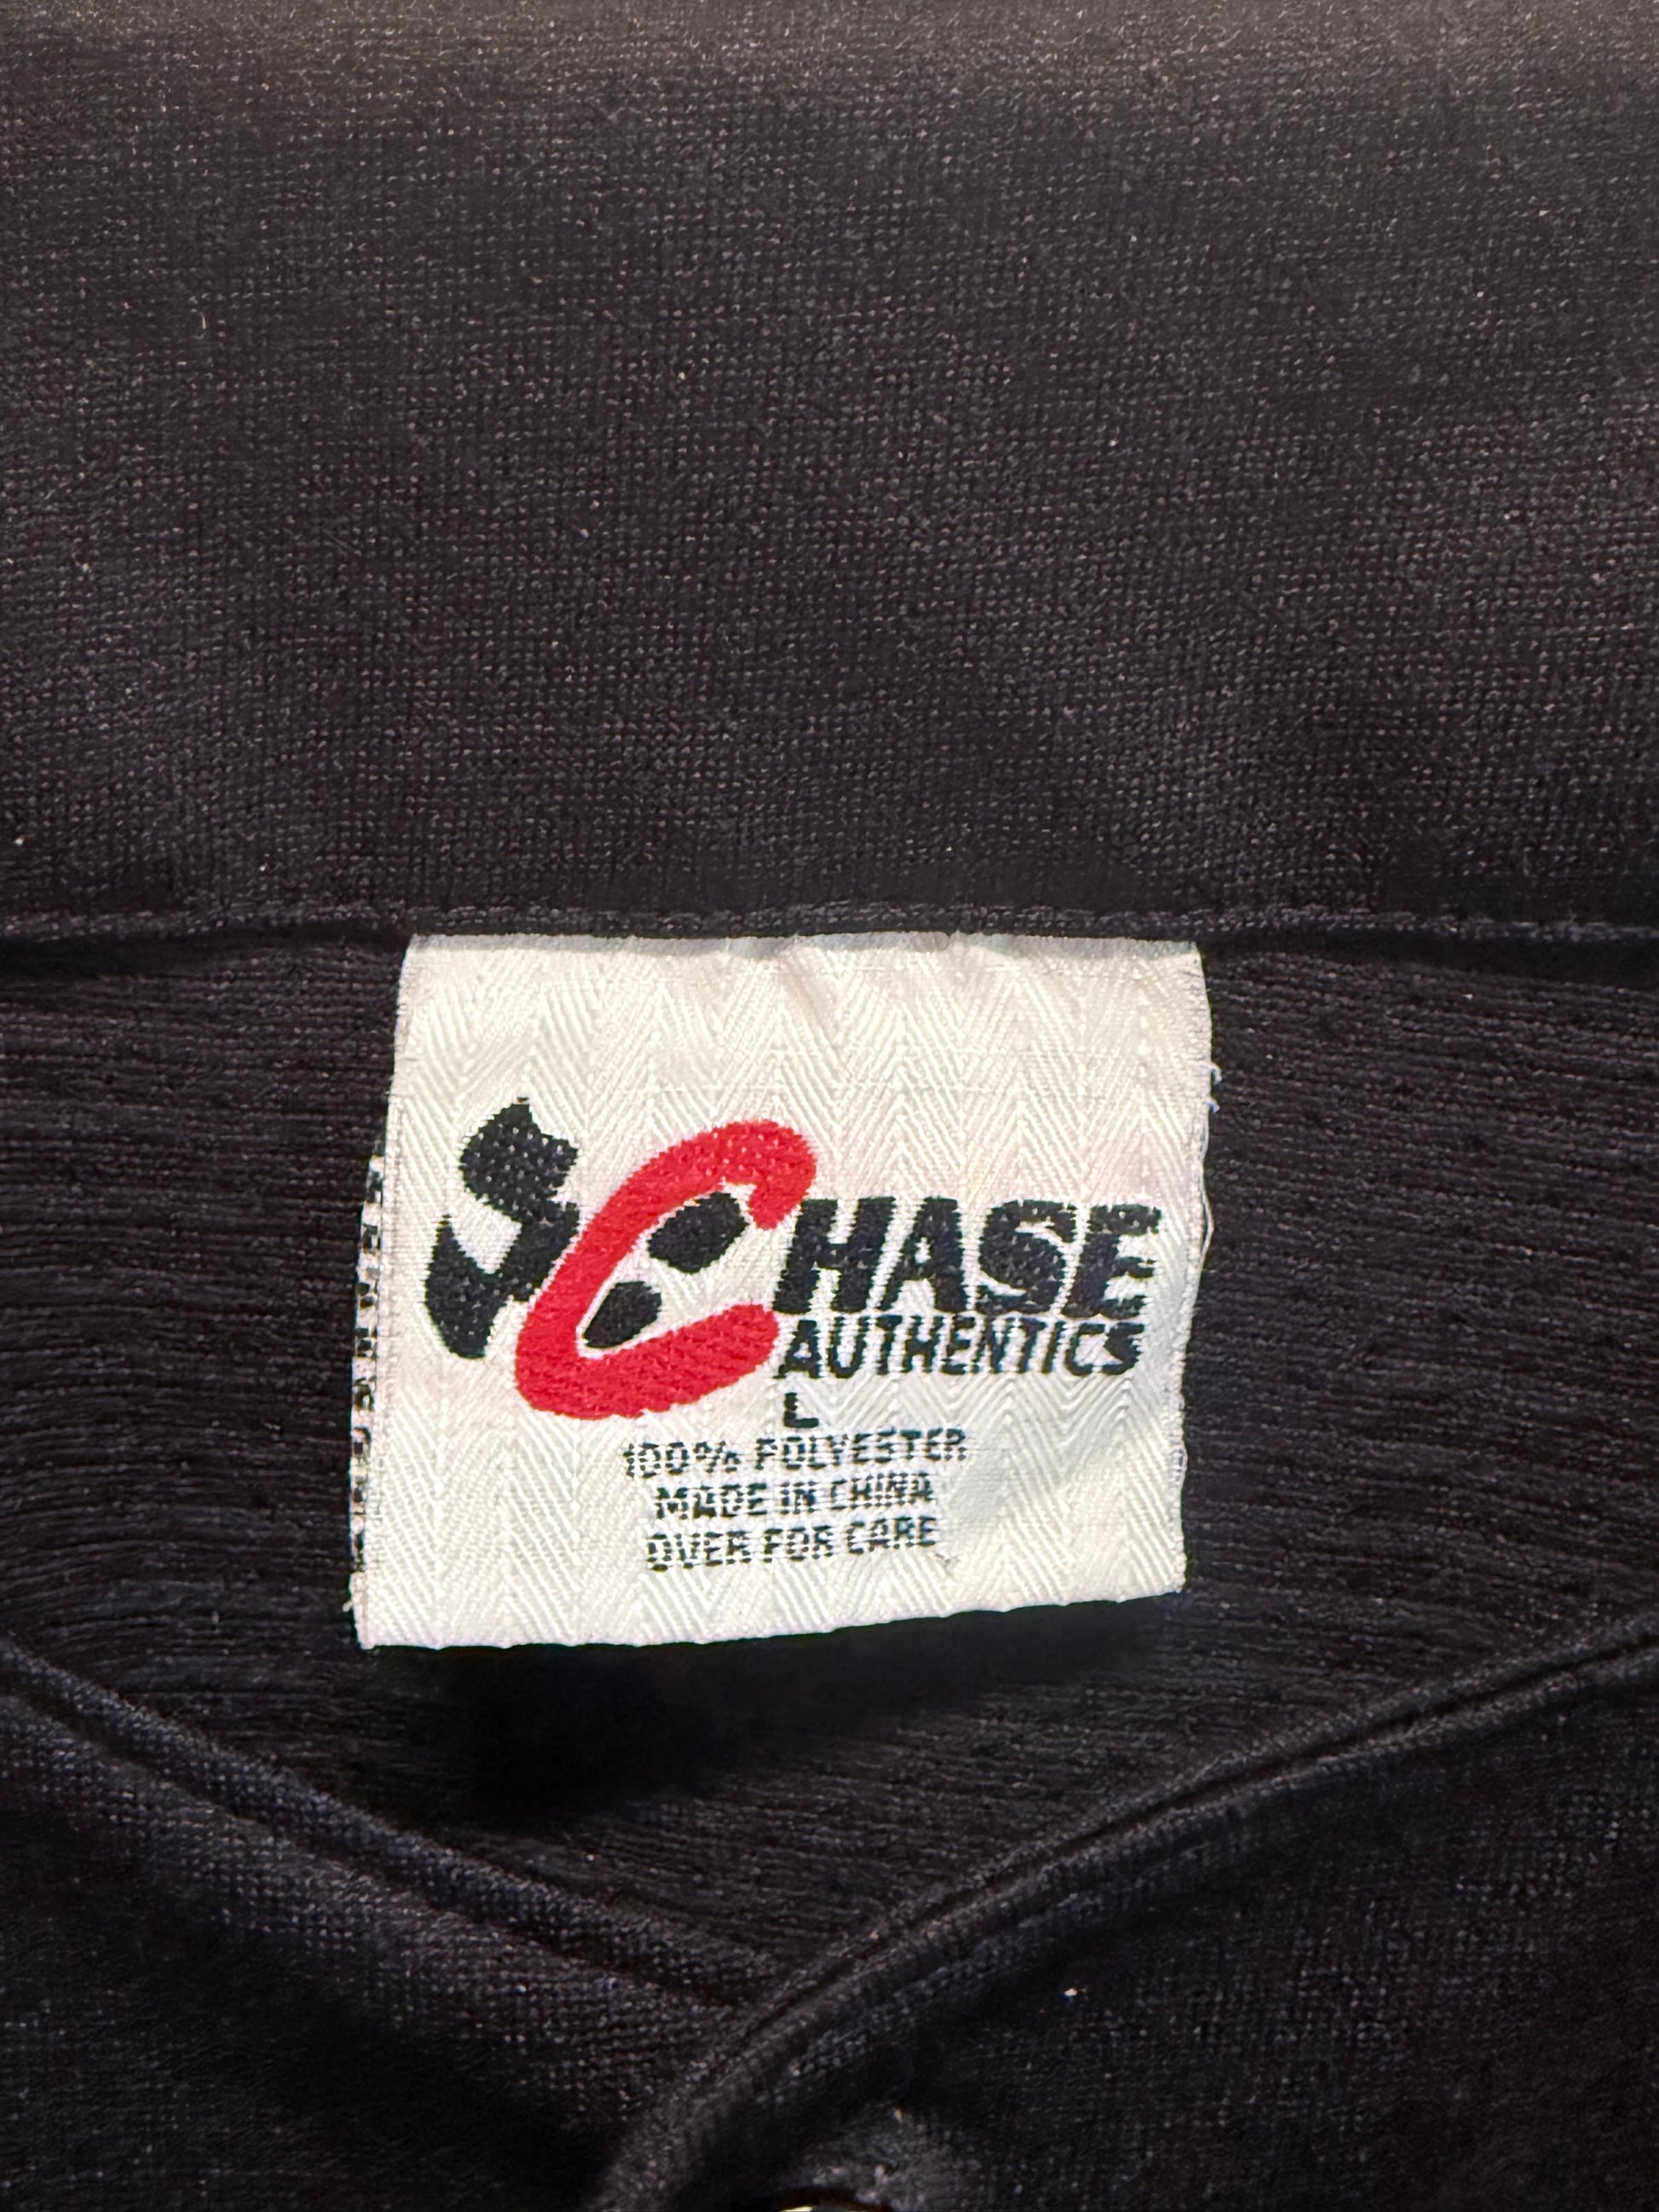 CHASE
AUTHENTICS
L
100% POLYESTER
MADE IN CHINA
OVER FOR CARE